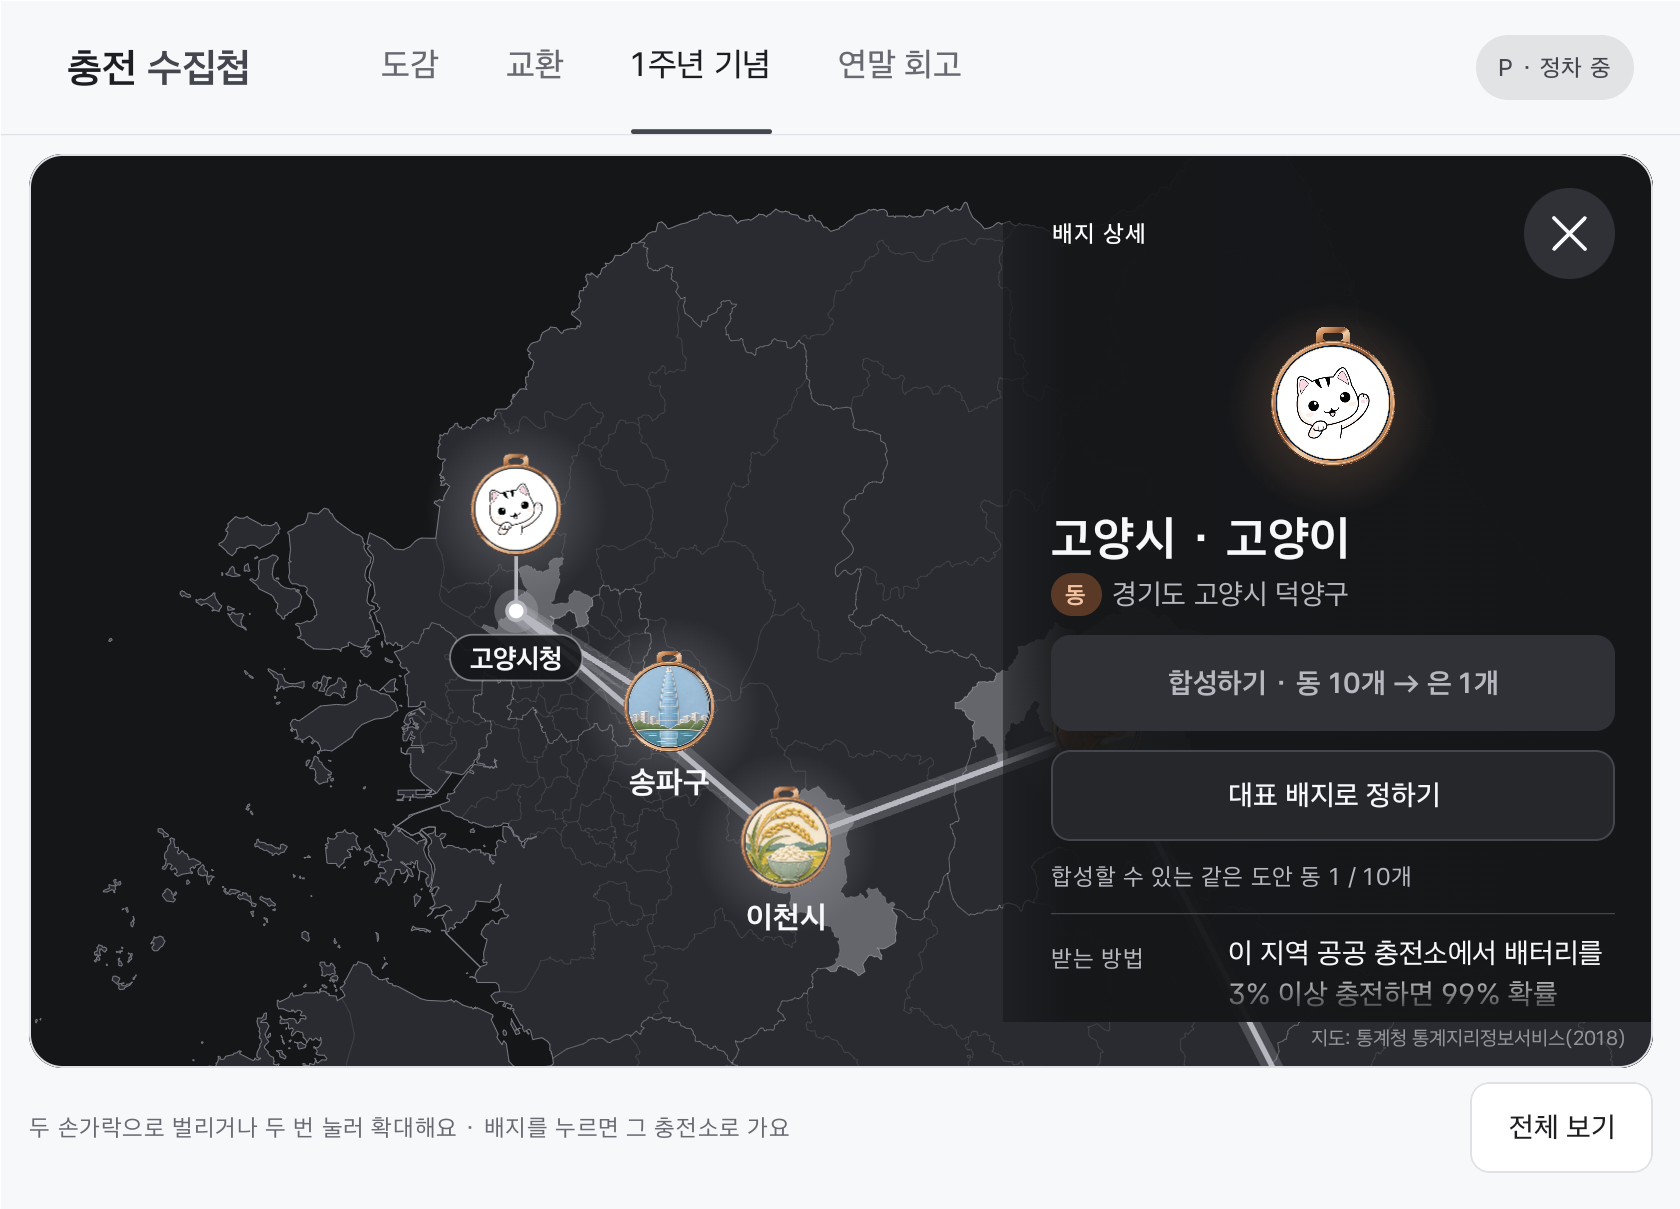 충전 수집첩
도감
교환
1주년 기념
연말 회고
P · 정차 중
배지 상세
고양시 · 고양이
동 경기도 고양시 덕양구
합성하기 · 동 10개 → 은 1개
대표 배지로 정하기
합성할 수 있는 같은 도안 동 1 / 10개
받는 방법
이 지역 공공 충전소에서 배터리를
3% 이상 충전하면 99% 확률
고양시청
송파구
이천시
지도: 통계청 통계지리정보서비스(2018)
두 손가락으로 벌리거나 두 번 눌러 확대해요 · 배지를 누르면 그 충전소로 가요
전체 보기